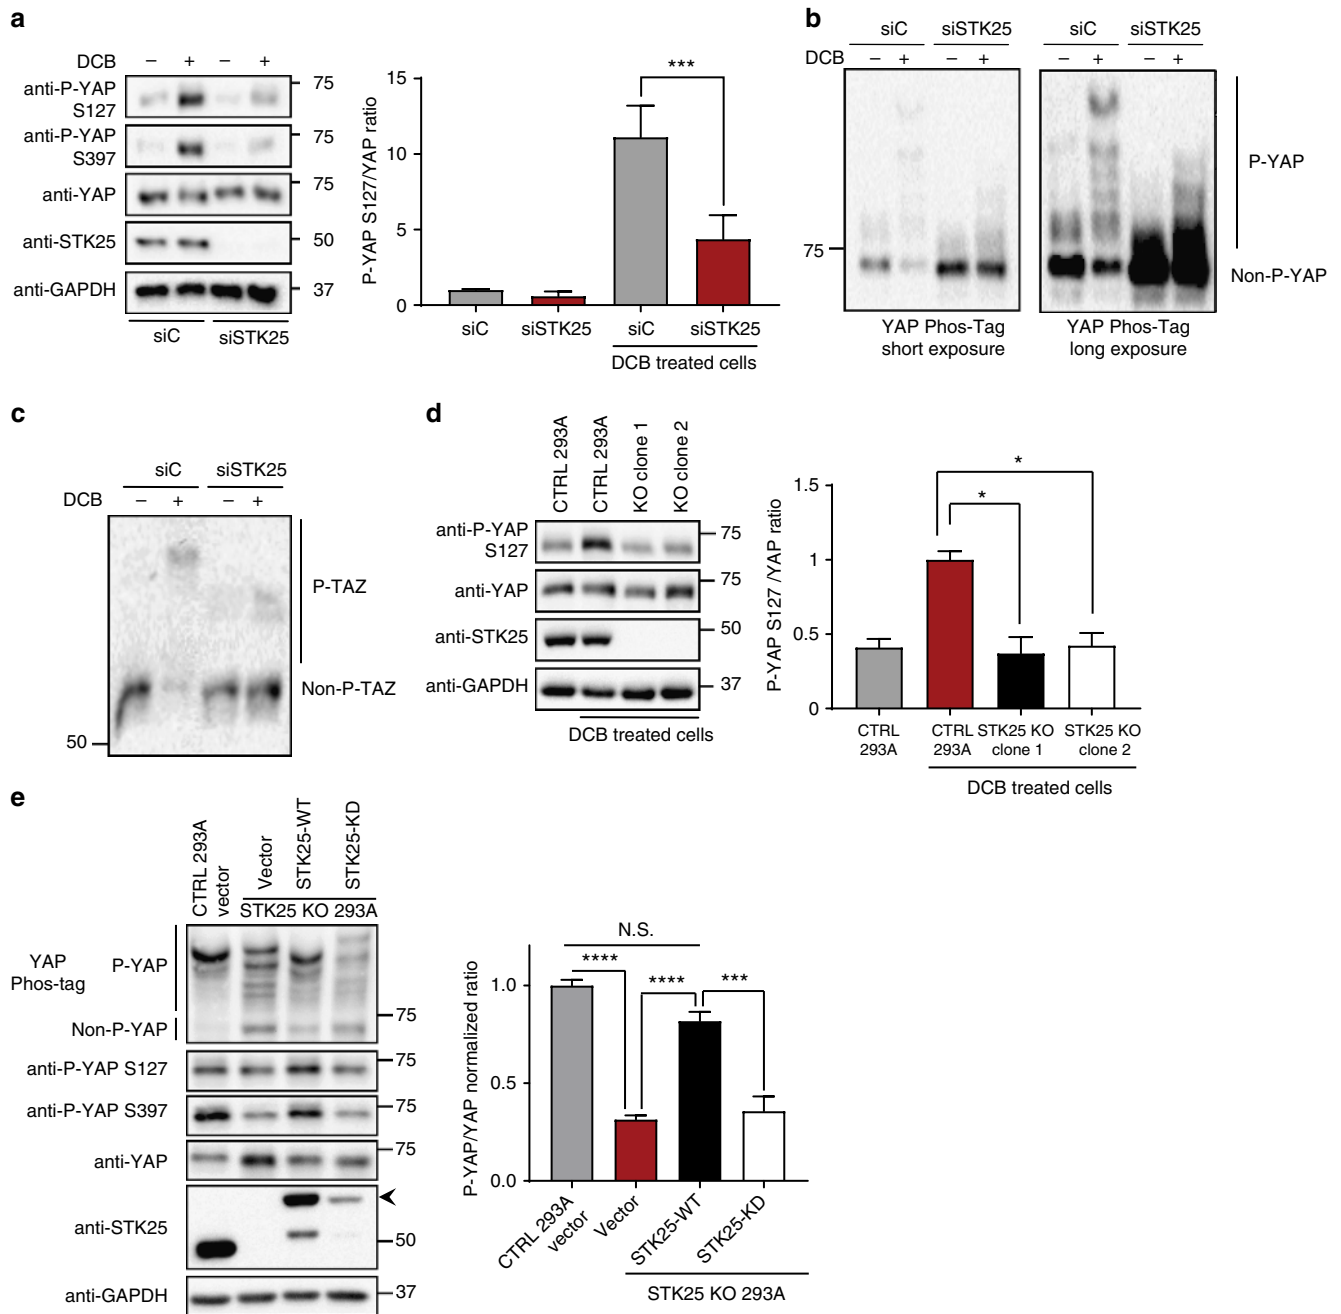 a
DCB – + – +
anti-P-YAP S127 75
anti-P-YAP S397 75
anti-YAP 75
anti-STK25 50
anti-GAPDH 37
siC siSTK25
P-YAP S127/YAP ratio
15
10
5
0
***
siC siSTK25 siC siSTK25
DCB treated cells
b
siC siSTK25 siC siSTK25
DCB – + – + – + – +
75
P-YAP
Non-P-YAP
YAP Phos-Tag short exposure
YAP Phos-Tag long exposure
c
siC siSTK25
DCB – + – +
P-TAZ
Non-P-TAZ
50
d
CTRL 293A
CTRL 293A
KO clone 1
KO clone 2
anti-P-YAP S127 75
anti-YAP 75
anti-STK25 50
anti-GAPDH 37
DCB treated cells
P-YAP S127 /YAP ratio
1.5
1
0.5
0
*
*
CTRL 293A
CTRL 293A
STK25 KO clone 1
STK25 KO clone 2
DCB treated cells
e
CTRL 293A vector
Vector
STK25-WT
STK25-KD
STK25 KO 293A
YAP Phos-tag
P-YAP
Non-P-YAP
75
anti-P-YAP S127 75
anti-P-YAP S397 75
anti-YAP 75
anti-STK25 50
anti-GAPDH 37
P-YAP/YAP normalized ratio
1.0
0.5
0.0
N.S.
****
****
***
CTRL 293A vector
Vector
STK25-WT
STK25-KD
STK25 KO 293A